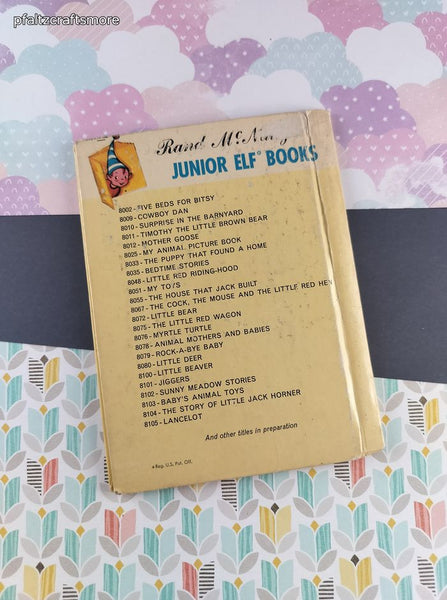 pfaltzcraftsmore
Rand McNally
JUNIOR ELF® BOOKS
8002-FIVE BEDS FOR BITSY
8009-COWBOY DAN
8010-SURPRISE IN THE BARNYARD
8011-TIMOTHY THE LITTLE BROWN BEAR
8012-MOTHER GOOSE
8025-MY ANIMAL PICTURE BOOK
8033-THE PUPPY THAT FOUND A HOME
8035-BEDTIME STORIES
8048-LITTLE RED RIDING-HOOD
8051-MY TOYS
8055-THE HOUSE THAT JACK BUILT
8067-THE COCK, THE MOUSE AND THE LITTLE RED HEN
8072-LITTLE BEAR
8075-THE LITTLE RED WAGON
8076-MYRTLE TURTLE
8078-ANIMAL MOTHERS AND BABIES
8079-ROCK-A-BYE BABY
8080-LITTLE DEER
8100-LITTLE BEAVER
8101-JIGGERS
8102-SUNNY MEADOW STORIES
8103-BABY'S ANIMAL TOYS
8104-THE STORY OF LITTLE JACK HORNER
8105-LANCELOT
And other titles in preparation
® Reg. U.S. Pat. Off.